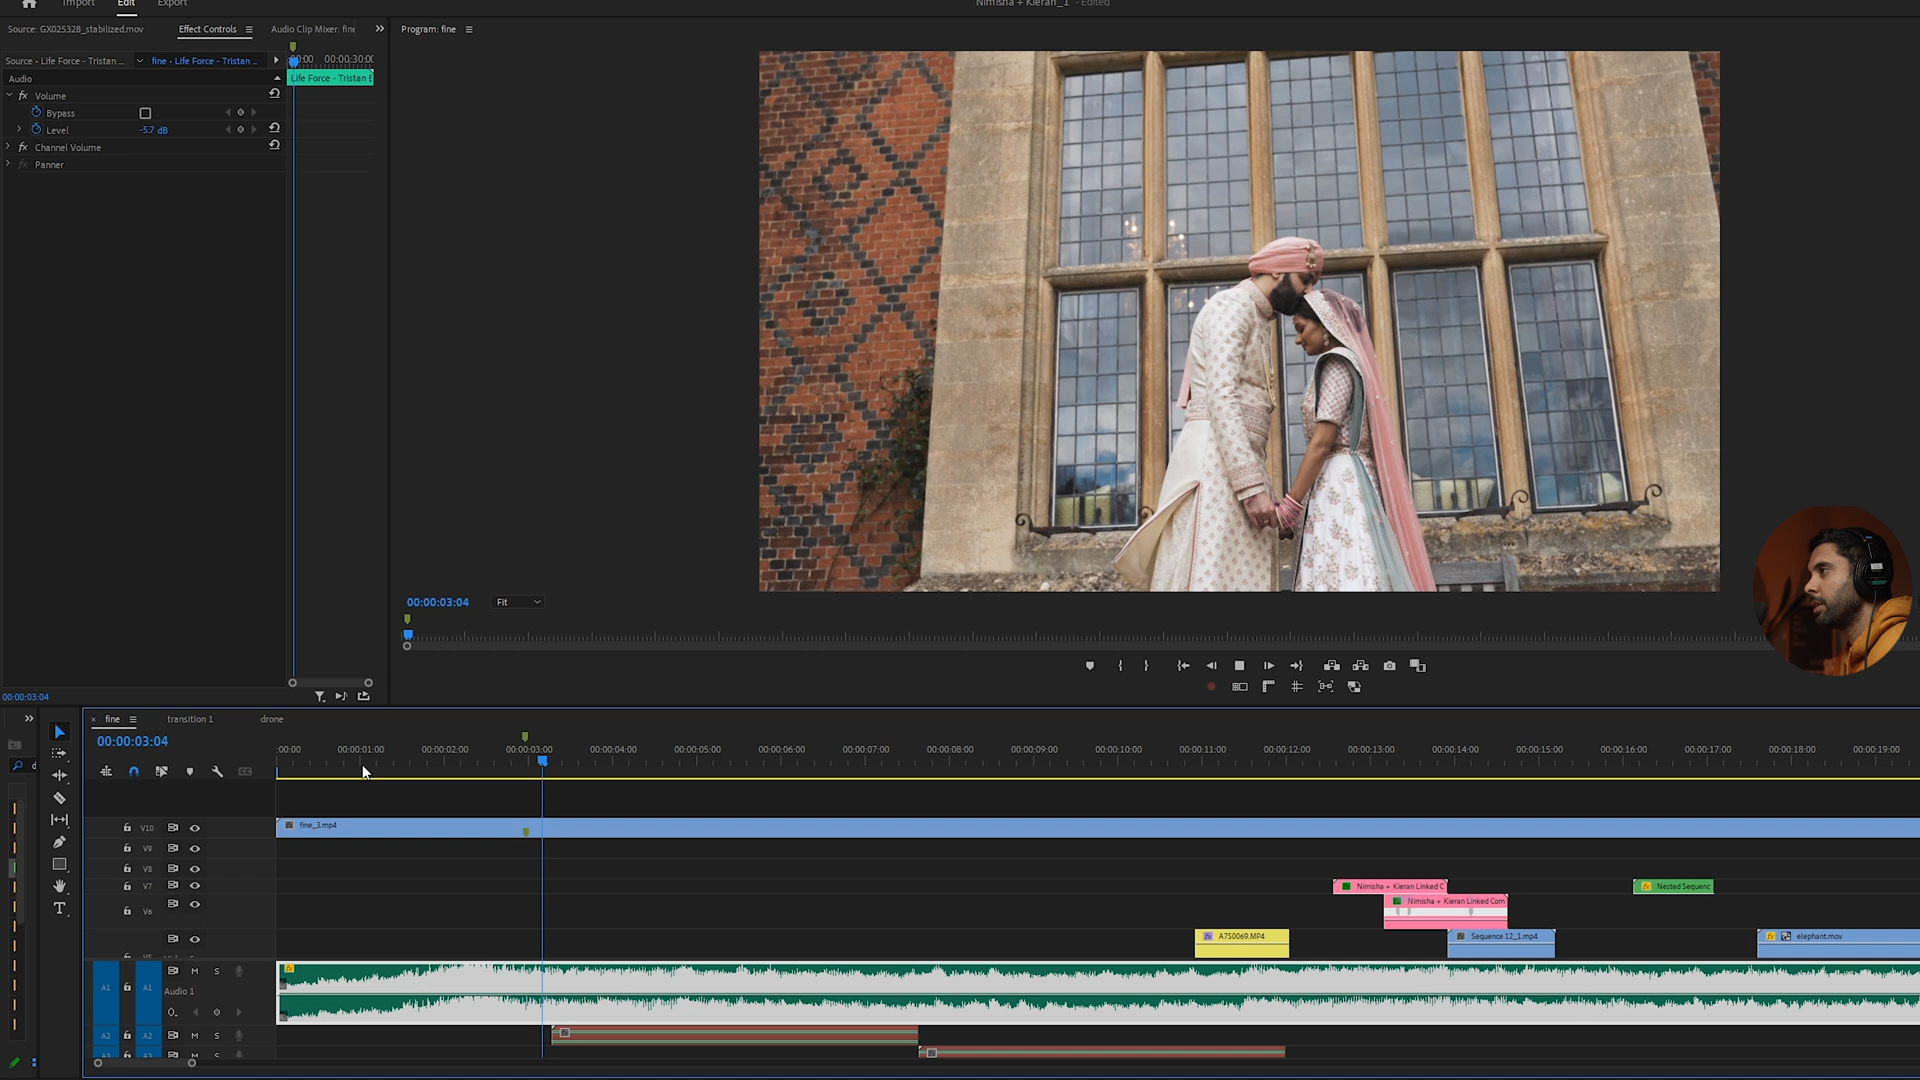 Import
Edit
Export
Nimisha + Kieran_1 - Edited
Source: GX025328_stabilized.mov
Effect Controls
Audio Clip Mixer: fine
Program: fine
Source • Life Force - Tristan ...
fine • Life Force - Tristan ...
00:00
00:00:30:00
Audio
Life Force - Tristan B
fx Volume
Bypass
Level
-5.7 dB
fx Channel Volume
fx Panner
00:00:03:04
Fit
00:00:03:04
fine
transition 1
drone
00:00:03:04
:00:00
00:00:01:00
00:00:02:00
00:00:03:00
00:00:04:00
00:00:05:00
00:00:06:00
00:00:07:00
00:00:08:00
00:00:09:00
00:00:10:00
00:00:11:00
00:00:12:00
00:00:13:00
00:00:14:00
00:00:15:00
00:00:16:00
00:00:17:00
00:00:18:00
00:00:19:00
V10
fine_3.mp4
V9
V8
V7
Nimisha + Kieran Linked C
Nested Sequenc
V6
Nimisha + Kieran Linked Com
A7S0069.MP4
Sequence 12_1.mp4
elephant.mov
V5
A1
A1
M
S
Audio 1
A2
A2
M
S
A3
M
S